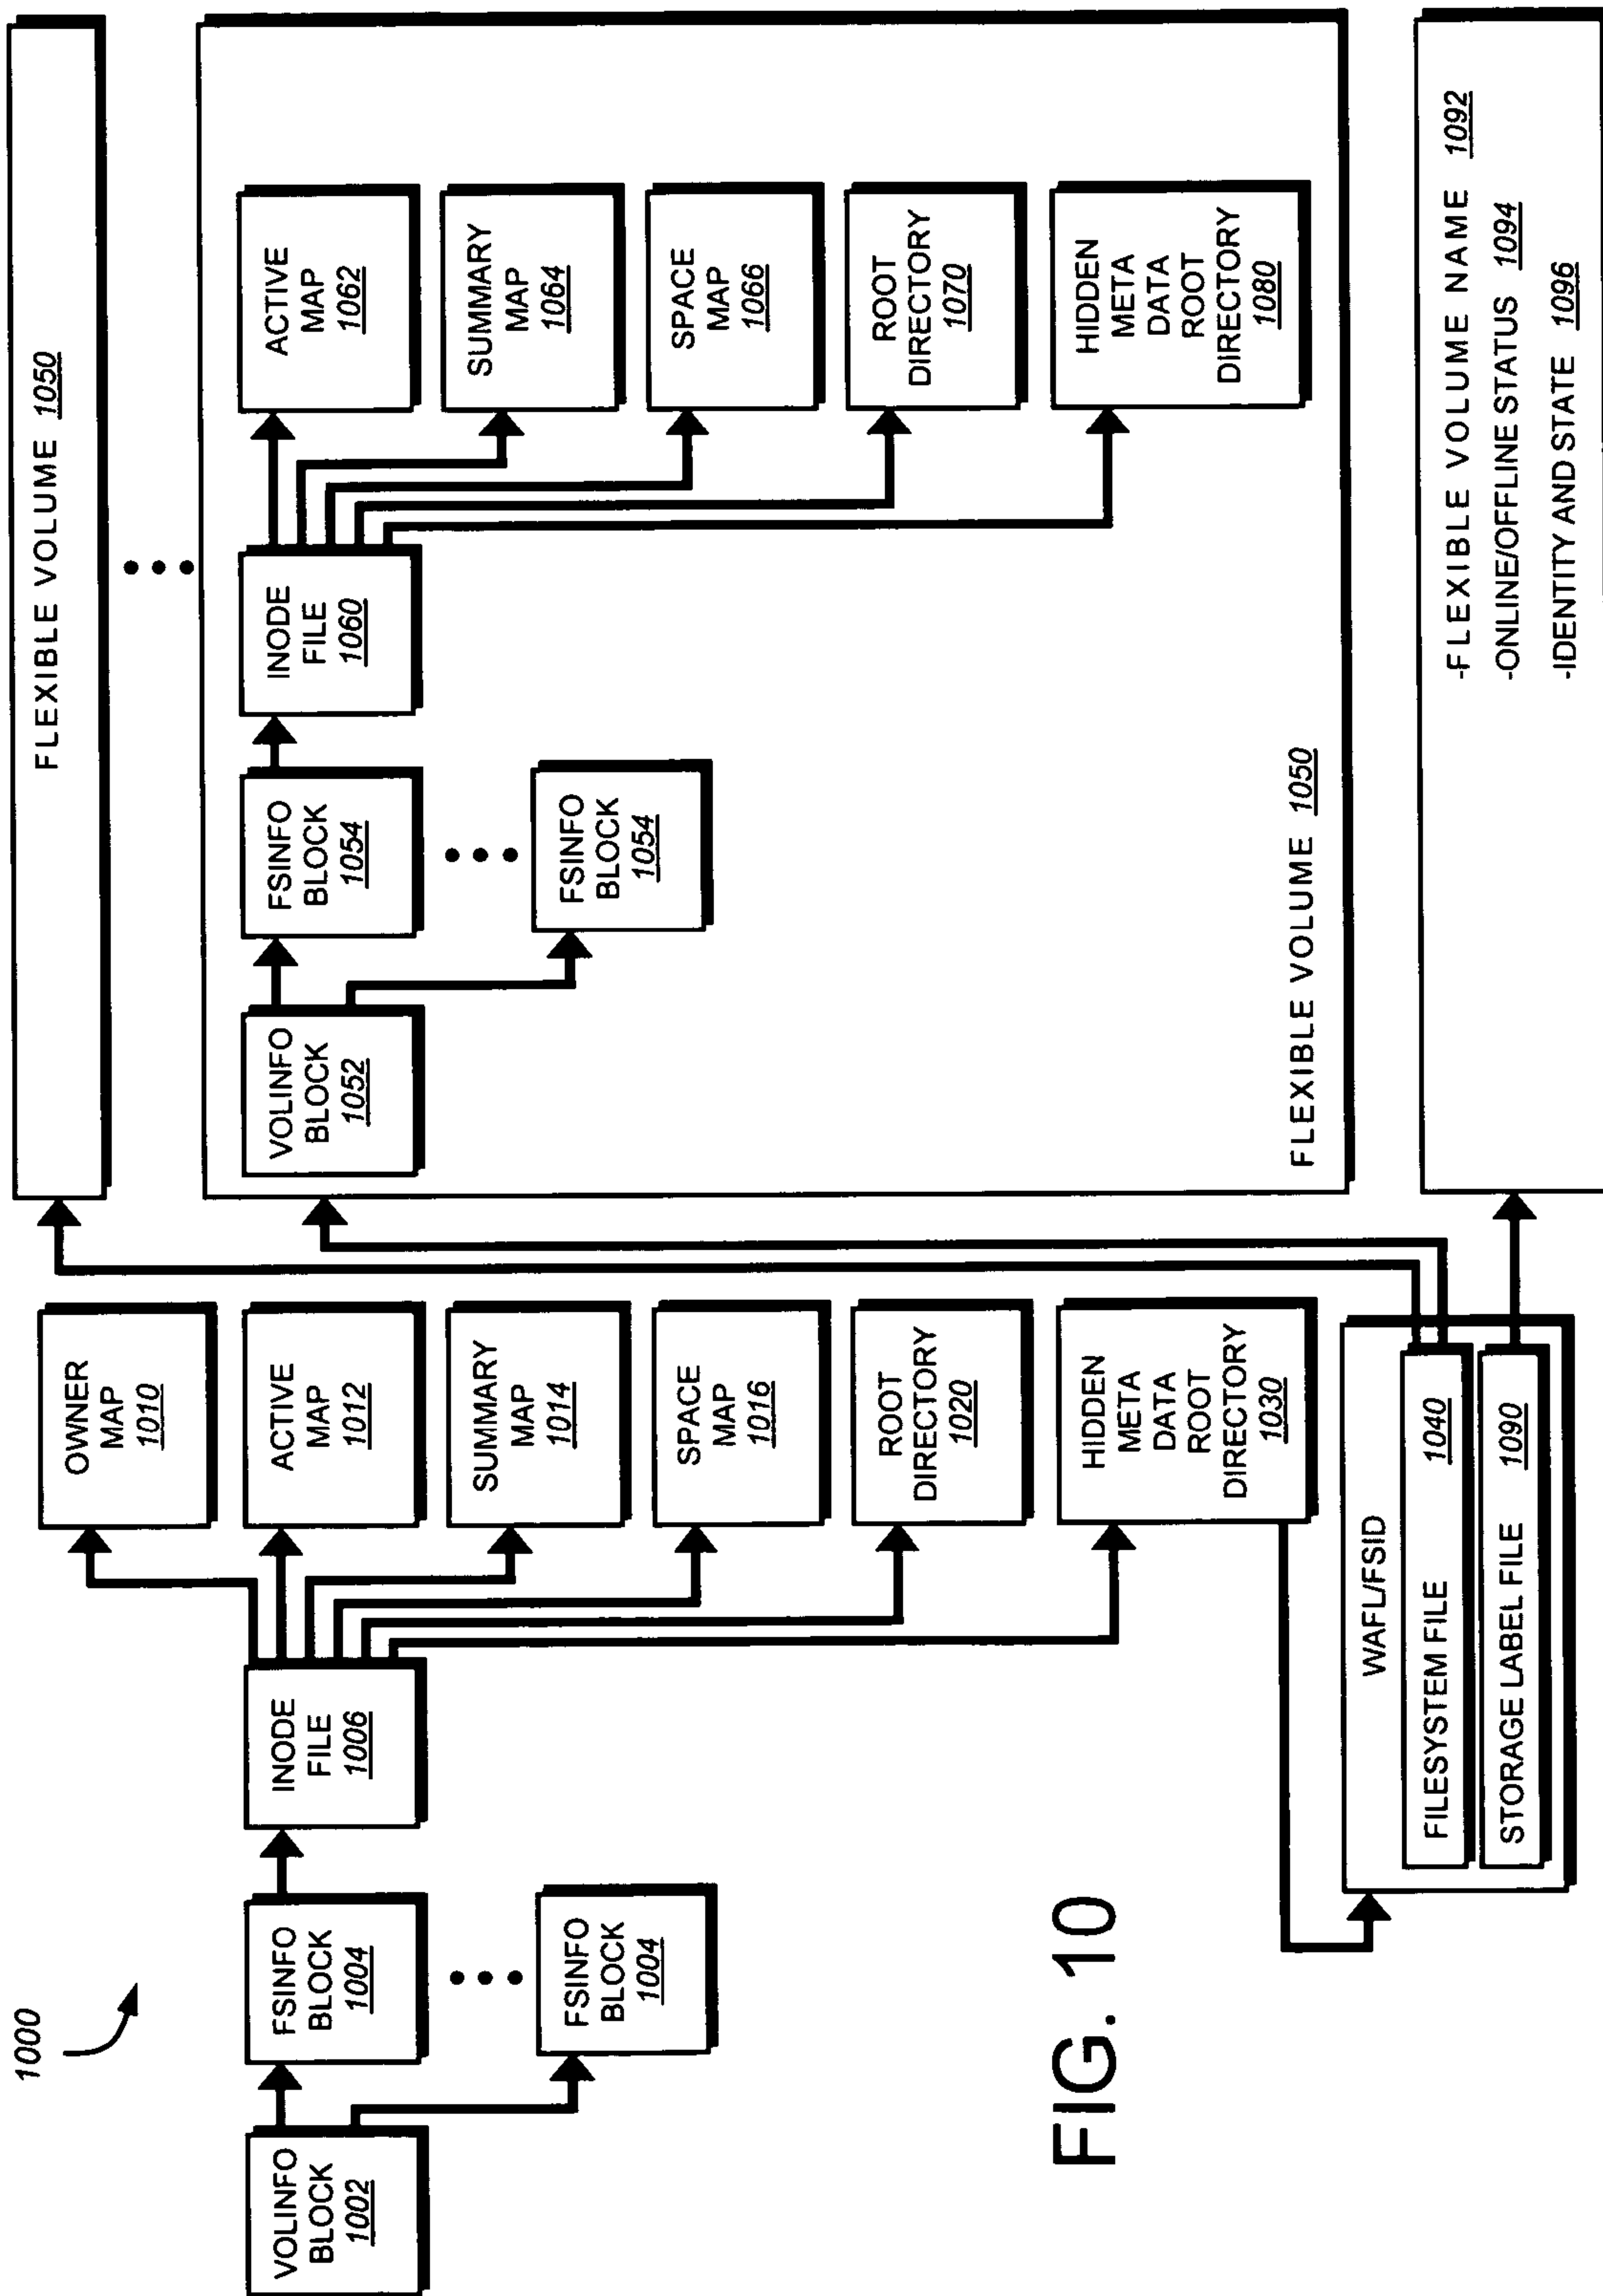 1000
VOLINFO
BLOCK
1002
FSINFO
BLOCK
1004
FSINFO
BLOCK
1004
INODE
FILE
1006
OWNER
MAP
1010
ACTIVE
MAP
1012
SUMMARY
MAP
1014
SPACE
MAP
1016
ROOT
DIRECTORY
1020
HIDDEN
META
DATA
ROOT
DIRECTORY
1030
WAFL/FSID
FILESYSTEM FILE 1040
STORAGE LABEL FILE 1090
FLEXIBLE VOLUME 1050
VOLINFO
BLOCK
1052
FSINFO
BLOCK
1054
FSINFO
BLOCK
1054
INODE
FILE
1060
ACTIVE
MAP
1062
SUMMARY
MAP
1064
SPACE
MAP
1066
ROOT
DIRECTORY
1070
HIDDEN
META
DATA
ROOT
DIRECTORY
1080
FLEXIBLE VOLUME 1050
-FLEXIBLE VOLUME NAME 1092
-ONLINE/OFFLINE STATUS 1094
-IDENTITY AND STATE 1096
FIG. 10